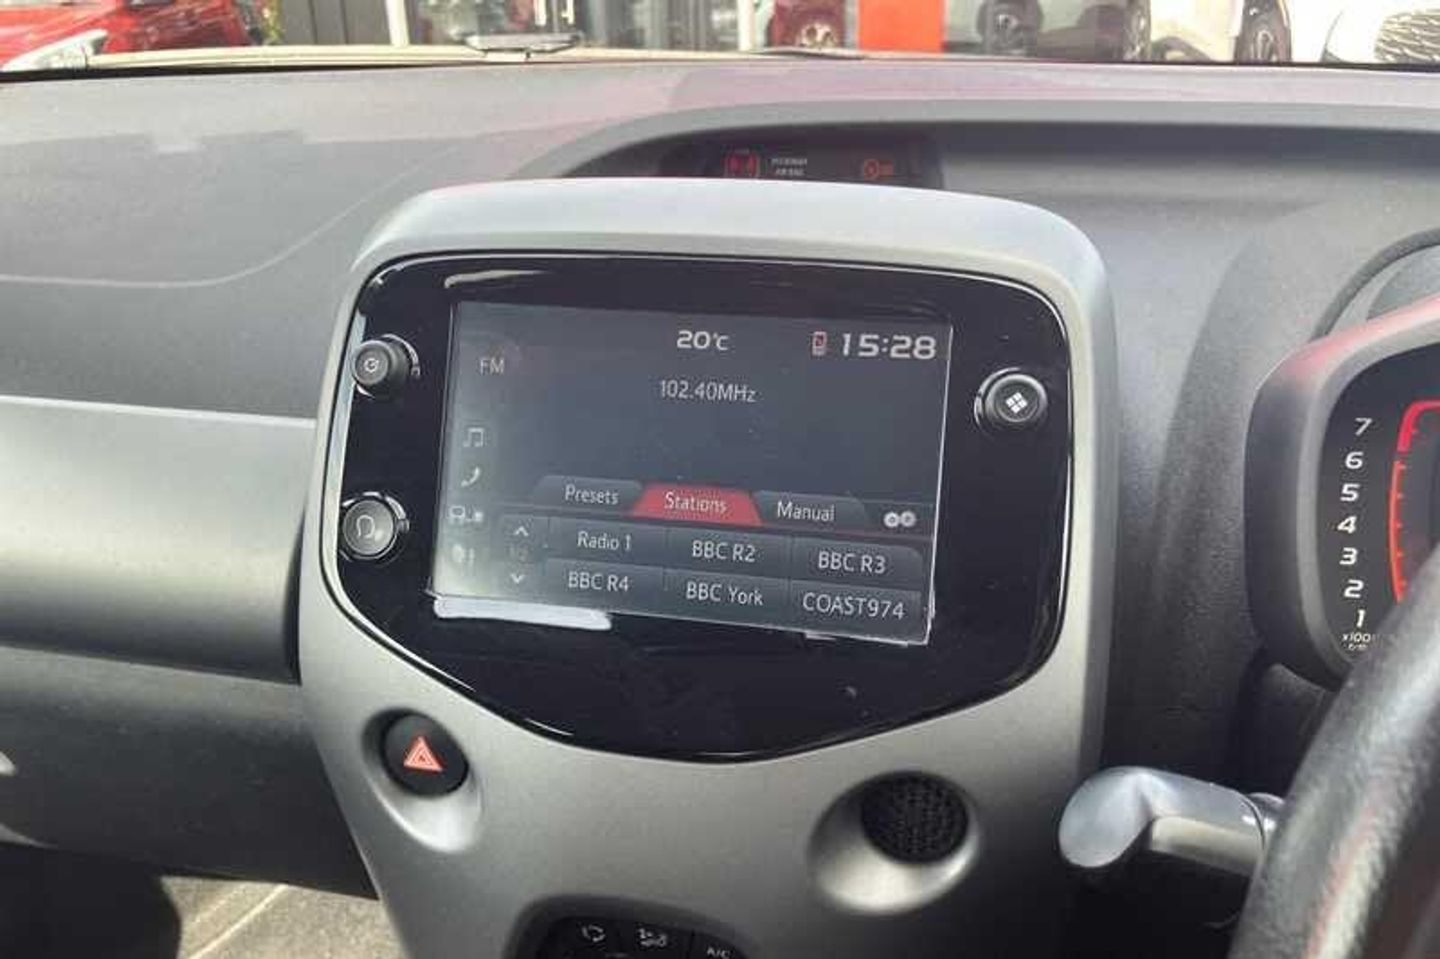 20°C
15:28
FM
102.40MHz
Presets
Stations
Manual
Radio 1
BBC R2
BBC R3
BBC R4
BBC York
COAST974
7
6
5
4
3
2
1
A/C